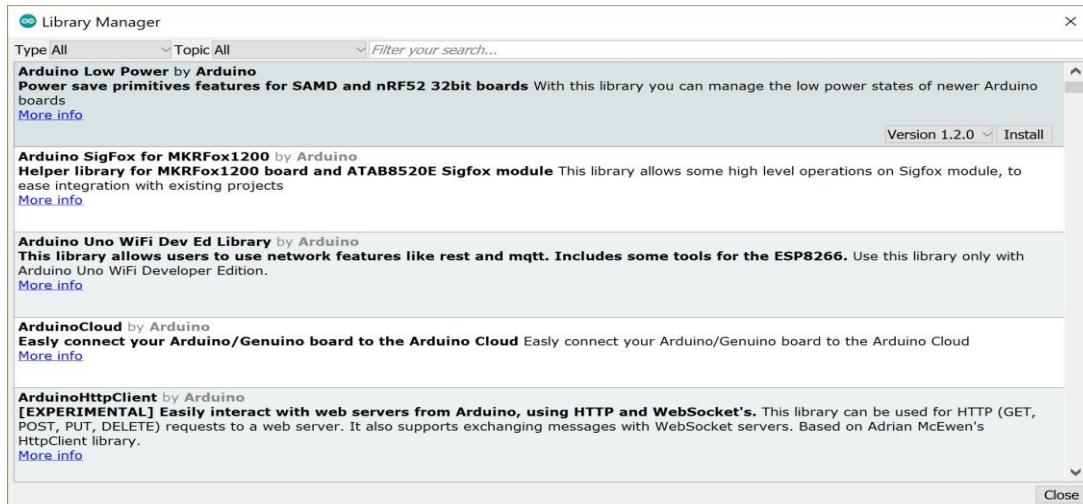 Library Manager
Type All Topic All Filter your search...
Arduino Low Power by Arduino
Power save primitives features for SAMD and nRF52 32bit boards With this library you can manage the low power states of newer Arduino
boards
More info
Version 1.2.0 Install
Arduino SigFox for MKRFox1200 by Arduino
Helper library for MKRFox1200 board and ATAB8520E Sigfox module This library allows some high level operations on Sigfox module, to
ease integration with existing projects
More info
Arduino Uno WiFi Dev Ed Library by Arduino
This library allows users to use network features like rest and mqtt. Includes some tools for the ESP8266. Use this library only with
Arduino Uno WiFi Developer Edition.
More info
ArduinoCloud by Arduino
Easly connect your Arduino/Genuino board to the Arduino Cloud Easly connect your Arduino/Genuino board to the Arduino Cloud
More info
ArduinoHttpClient by Arduino
[EXPERIMENTAL] Easily interact with web servers from Arduino, using HTTP and WebSocket's. This library can be used for HTTP (GET,
POST, PUT, DELETE) requests to a web server. It also supports exchanging messages with WebSocket servers. Based on Adrian McEwen's
HttpClient library.
More info
Close